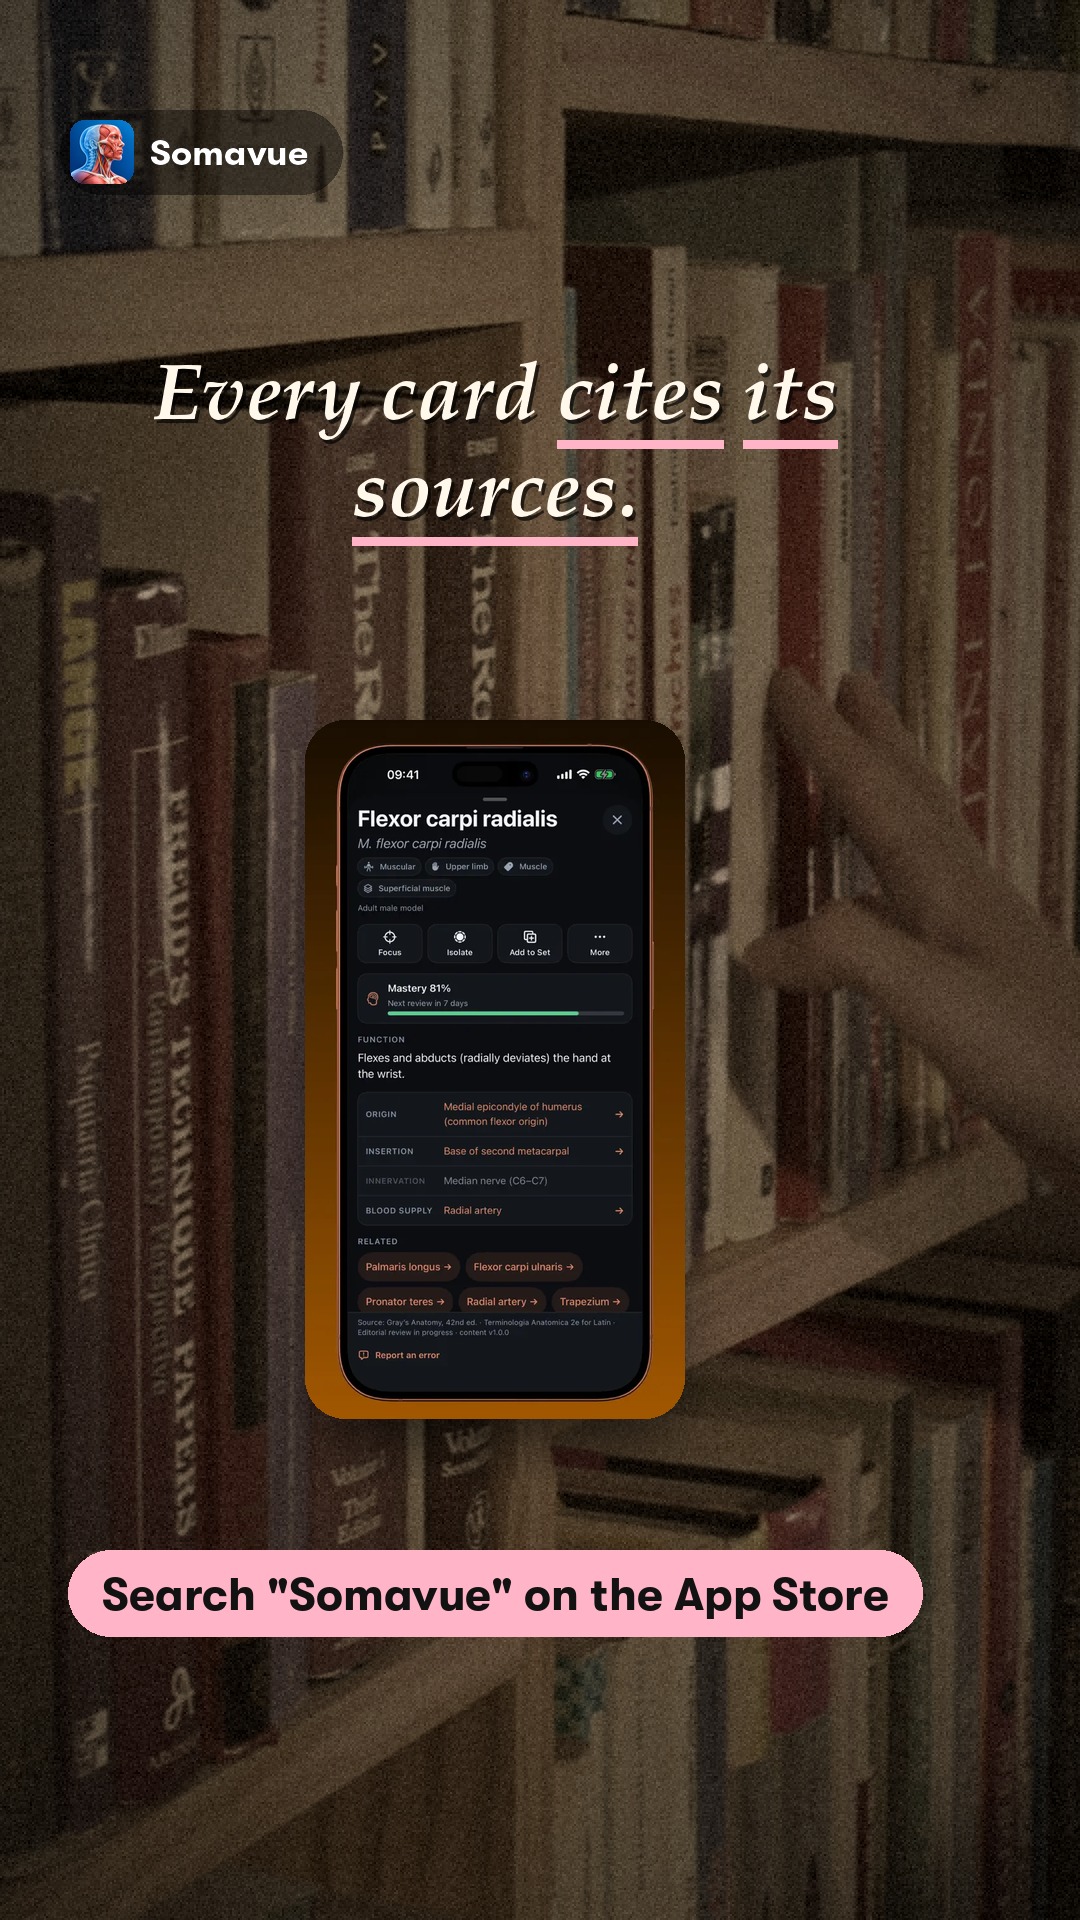 Somavue
Every card cites its
sources.
09:41
Flexor carpi radialis
M. flexor carpi radialis
Muscular
Upper limb
Muscle
Superficial muscle
Adult male model
Focus
Isolate
Add to Set
More
Mastery 81%
Next review in 7 days
FUNCTION
Flexes and abducts (radially deviates) the hand at
the wrist.
ORIGIN
Medial epicondyle of humerus
(common flexor origin)
INSERTION
Base of second metacarpal
INNERVATION
Median nerve (C6–C7)
BLOOD SUPPLY
Radial artery
RELATED
Palmaris longus →
Flexor carpi ulnaris →
Pronator teres →
Radial artery →
Trapezium →
Source: Gray's Anatomy, 42nd ed. · Terminologia Anatomica 2e for Latin ·
Editorial review in progress · content v1.0.0
Report an error
Search "Somavue" on the App Store
LANGE
The
The
TECHNIQUE PAPERS